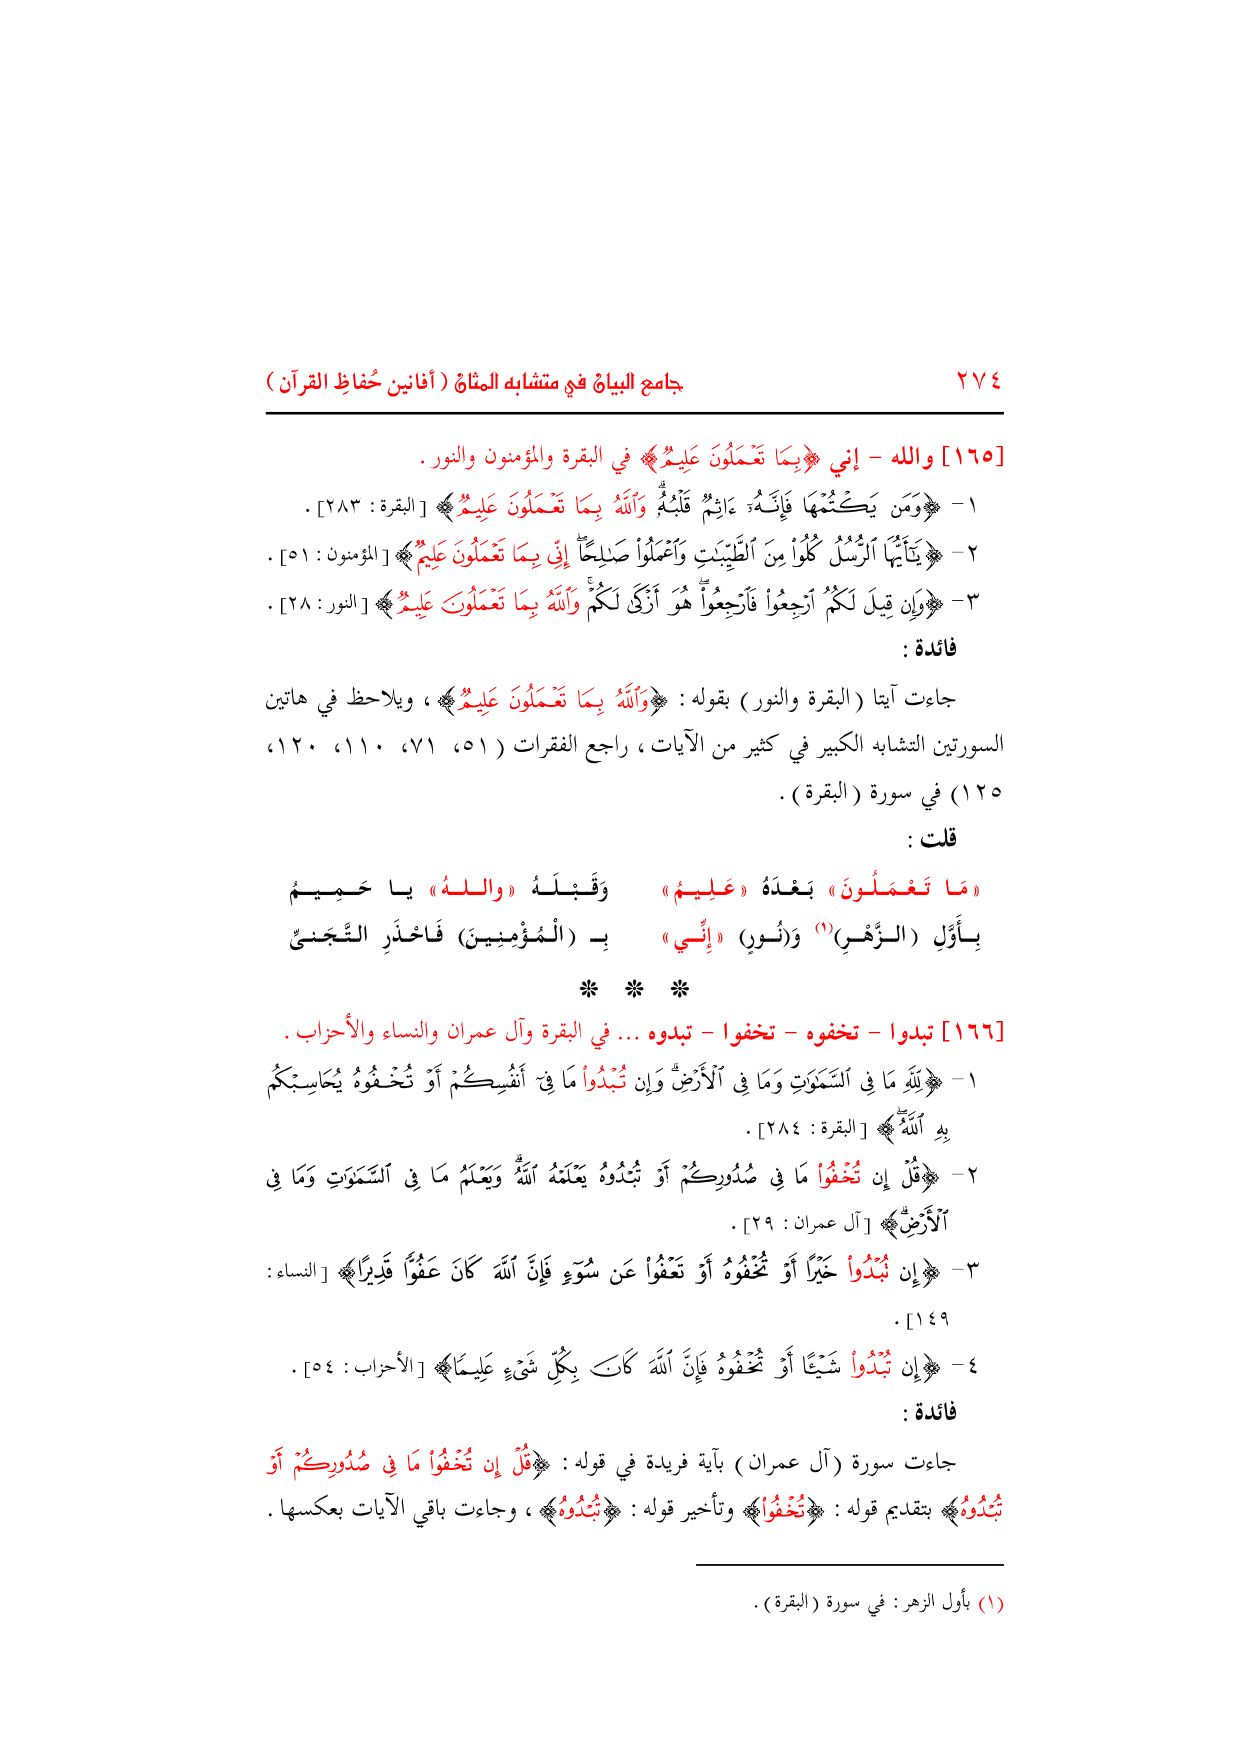 ٢٧٤ جامع البيان في متشابه المثان ( أفانين حُفاظِ القرآن )
[١٦٥] والله - إني ﴿بِمَا تَعۡمَلُونَ عَلِيمٞ﴾ في البقرة والمؤمنون والنور .
١- ﴿وَمَن يَكۡتُمۡهَا فَإِنَّهُۥٓ ءَاثِمٞ قَلۡبُهُۥۗ وَٱللَّهُ بِمَا تَعۡمَلُونَ عَلِيمٞ﴾ [البقرة : ٢٨٣] .
٢- ﴿يَٰٓأَيُّهَا ٱلرُّسُلُ كُلُواْ مِنَ ٱلطَّيِّبَٰتِ وَٱعۡمَلُواْ صَٰلِحًاۖ إِنِّي بِمَا تَعۡمَلُونَ عَلِيمٞ﴾ [المؤمنون : ٥١] .
٣- ﴿وَإِن قِيلَ لَكُمُ ٱرۡجِعُواْ فَٱرۡجِعُواْۖ هُوَ أَزۡكَىٰ لَكُمۡۚ وَٱللَّهُ بِمَا تَعۡمَلُونَ عَلِيمٞ﴾ [النور : ٢٨] .
فائدة :
جاءت آيتا (البقرة والنور) بقوله : ﴿وَٱللَّهُ بِمَا تَعۡمَلُونَ عَلِيمٞ﴾ ، ويلاحظ في هاتين
السورتين التشابه الكبير في كثير من الآيات ، راجع الفقرات (٥١، ٧١، ١١٠، ١٢٠،
١٢٥) في سورة (البقرة) .
قلت :
«مَا تَعْمَلُونَ» بَعْدَهُ «عَلِيمُ» وَقَبْلَهُ «واللهُ» يا حَمِيمُ
بِأَوَّلِ (الزَّهْرِ)(١) وَ(نُورٍ) «إِنِّي» بِـ (الْمُؤْمِنِينَ) فَاحْذَرِ التَّجَنِّي
* * *
[١٦٦] تبدوا - تخفوه - تخفوا - تبدوه ... في البقرة وآل عمران والنساء والأحزاب .
١- ﴿لِلَّهِ مَا فِي ٱلسَّمَٰوَٰتِ وَمَا فِي ٱلۡأَرۡضِۗ وَإِن تُبۡدُواْ مَا فِيٓ أَنفُسِكُمۡ أَوۡ تُخۡفُوهُ يُحَاسِبۡكُم
بِهِ ٱللَّهُۖ﴾ [البقرة : ٢٨٤] .
٢- ﴿قُلۡ إِن تُخۡفُواْ مَا فِي صُدُورِكُمۡ أَوۡ تُبۡدُوهُ يَعۡلَمۡهُ ٱللَّهُۗ وَيَعۡلَمُ مَا فِي ٱلسَّمَٰوَٰتِ وَمَا فِي
ٱلۡأَرۡضِۗ﴾ [آل عمران : ٢٩] .
٣- ﴿إِن تُبۡدُواْ خَيۡرًا أَوۡ تُخۡفُوهُ أَوۡ تَعۡفُواْ عَن سُوٓءٖ فَإِنَّ ٱللَّهَ كَانَ عَفُوّٗا قَدِيرًا﴾ [النساء :
١٤٩] .
٤- ﴿إِن تُبۡدُواْ شَيۡـًٔا أَوۡ تُخۡفُوهُ فَإِنَّ ٱللَّهَ كَانَ بِكُلِّ شَيۡءٍ عَلِيمٗا﴾ [الأحزاب : ٥٤] .
فائدة :
جاءت سورة (آل عمران) بآية فريدة في قوله : ﴿قُلۡ إِن تُخۡفُواْ مَا فِي صُدُورِكُمۡ أَوۡ
تُبۡدُوهُ﴾ بتقديم قوله : ﴿تُخۡفُواْ﴾ وتأخير قوله : ﴿تُبۡدُوهُ﴾ ، وجاءت باقي الآيات بعكسها .
(١) بأول الزهر : في سورة (البقرة) .